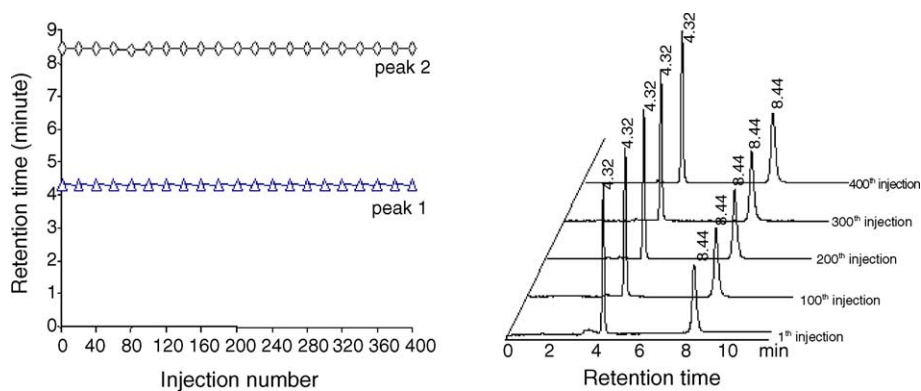 9
8
7
6
5
4
3
2
1
0
Retention time (minute)
peak 2
peak 1
0 40 80 120 160 200 240 280 320 360 400
Injection number
4.32
4.32
4.32
4.32
4.32
8.44
8.44
8.44
8.44
8.44
400th injection
300th injection
200th injection
100th injection
1th injection
0 2 4 6 8 10 min
Retention time